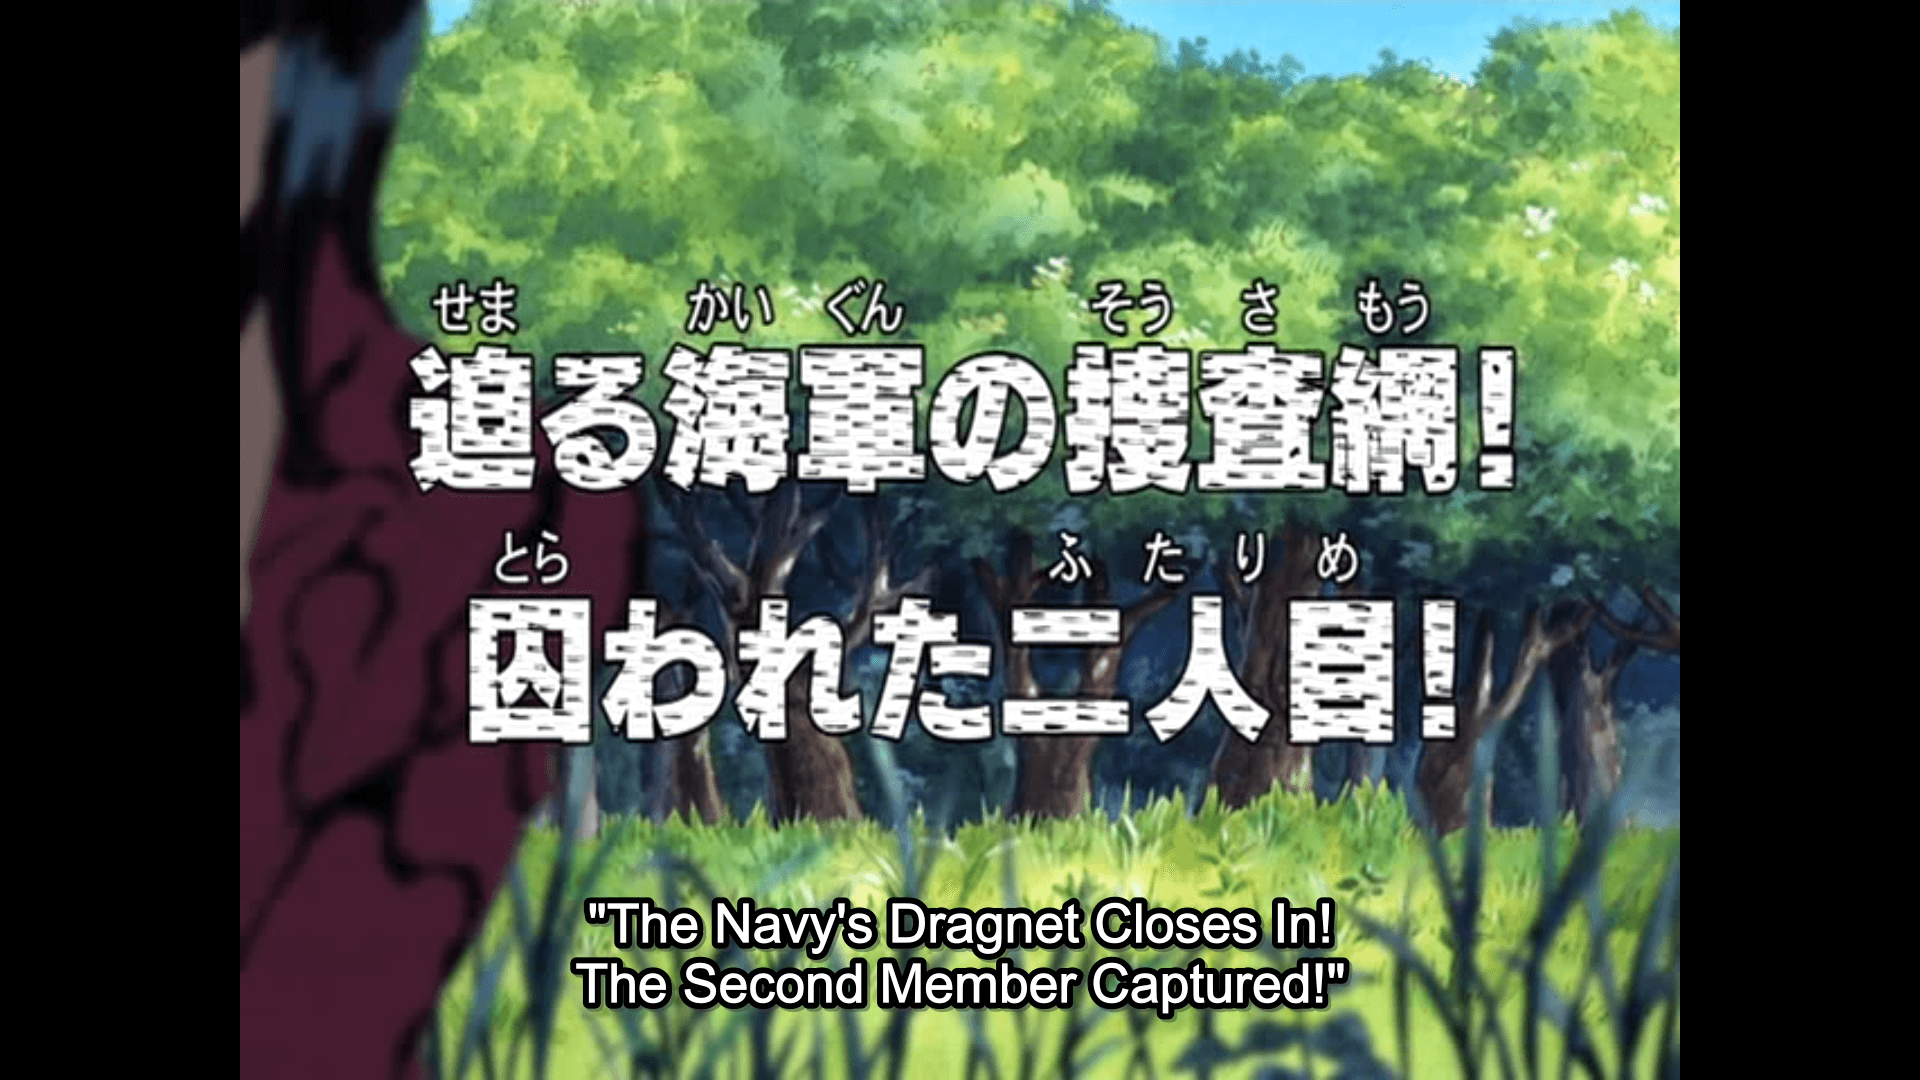 せま かい ぐん そう さ もう
迫る海軍の捜査網!
とら ふ た り め
囚われた二人目!
"The Navy's Dragnet Closes In!
The Second Member Captured!"